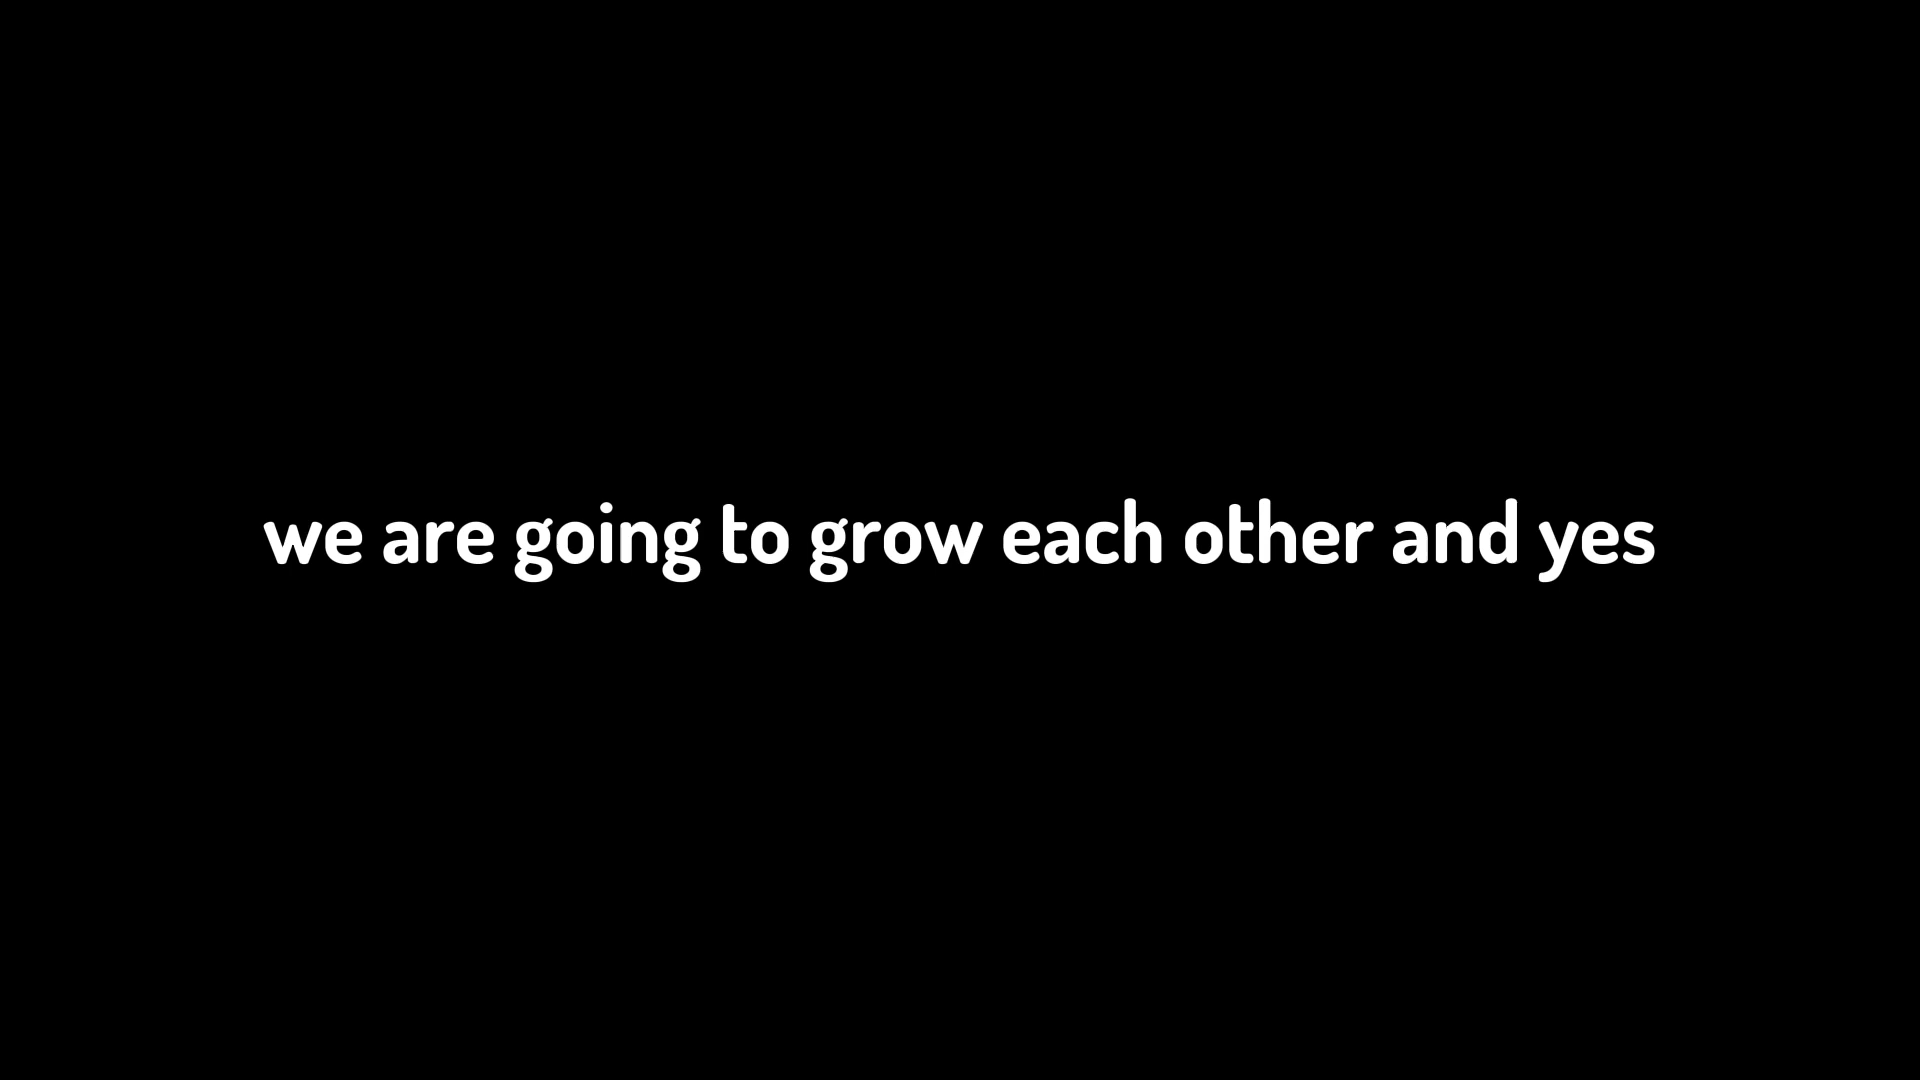 we are going to grow each other and yes